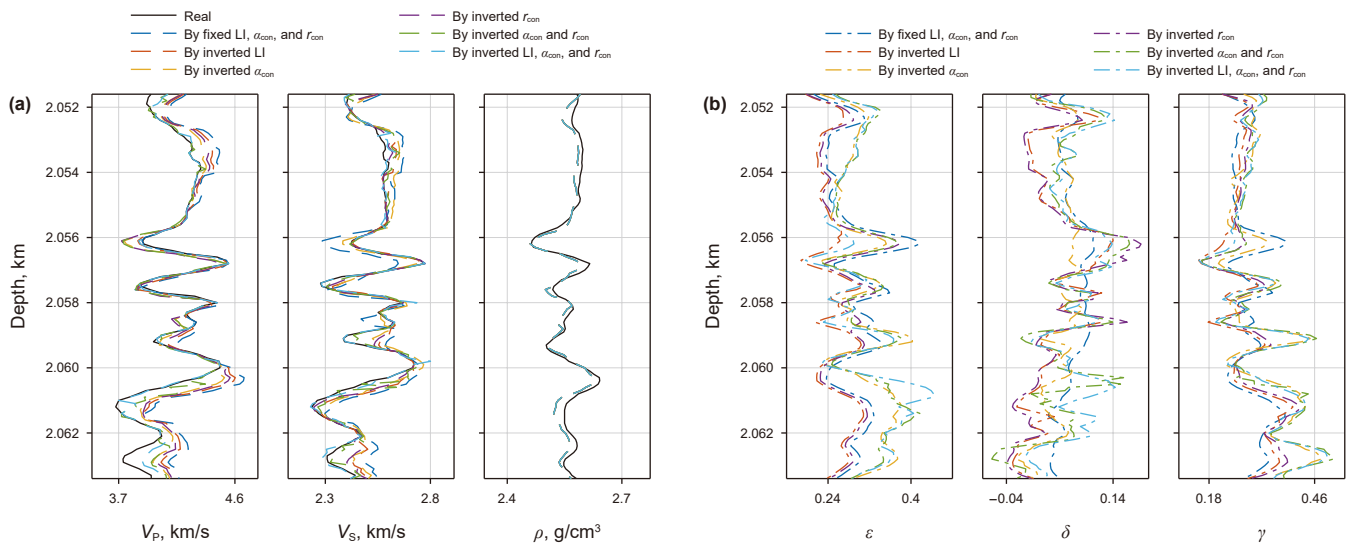 Real
By fixed LI, αcon, and rcon
By inverted LI
By inverted αcon
By inverted rcon
By inverted αcon and rcon
By inverted LI, αcon, and rcon
(a)
2.052
2.054
2.056
2.058
2.060
2.062
Depth, km
3.7 4.6
2.3 2.8
2.4 2.7
VP, km/s
VS, km/s
ρ, g/cm³
By fixed LI, αcon, and rcon
By inverted LI
By inverted αcon
By inverted rcon
By inverted αcon and rcon
By inverted LI, αcon, and rcon
(b)
2.052
2.054
2.056
2.058
2.060
2.062
Depth, km
0.24 0.4
−0.04 0.14
0.18 0.46
ε
δ
γ